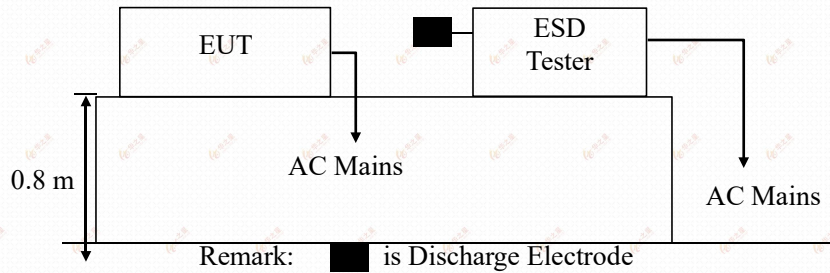 EUT
ESD
Tester
0.8 m
AC Mains
AC Mains
Remark: is Discharge Electrode